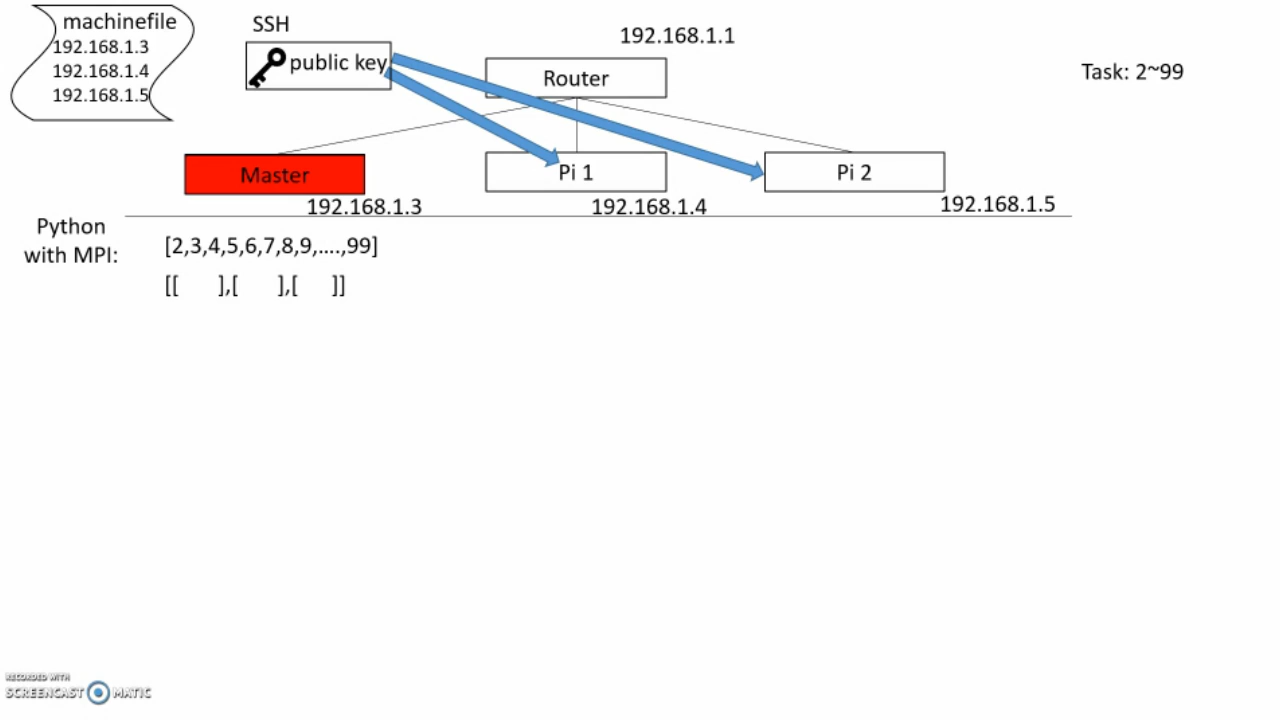 machinefile
192.168.1.3
192.168.1.4
192.168.1.5
SSH
public key
192.168.1.1
Router
Task: 2~99
Master
Pi 1
Pi 2
192.168.1.3
192.168.1.4
192.168.1.5
Python
with MPI:
[2,3,4,5,6,7,8,9,....,99]
[[ ],[ ],[ ]]
RECORDED WITH
SCREENCAST MATIC